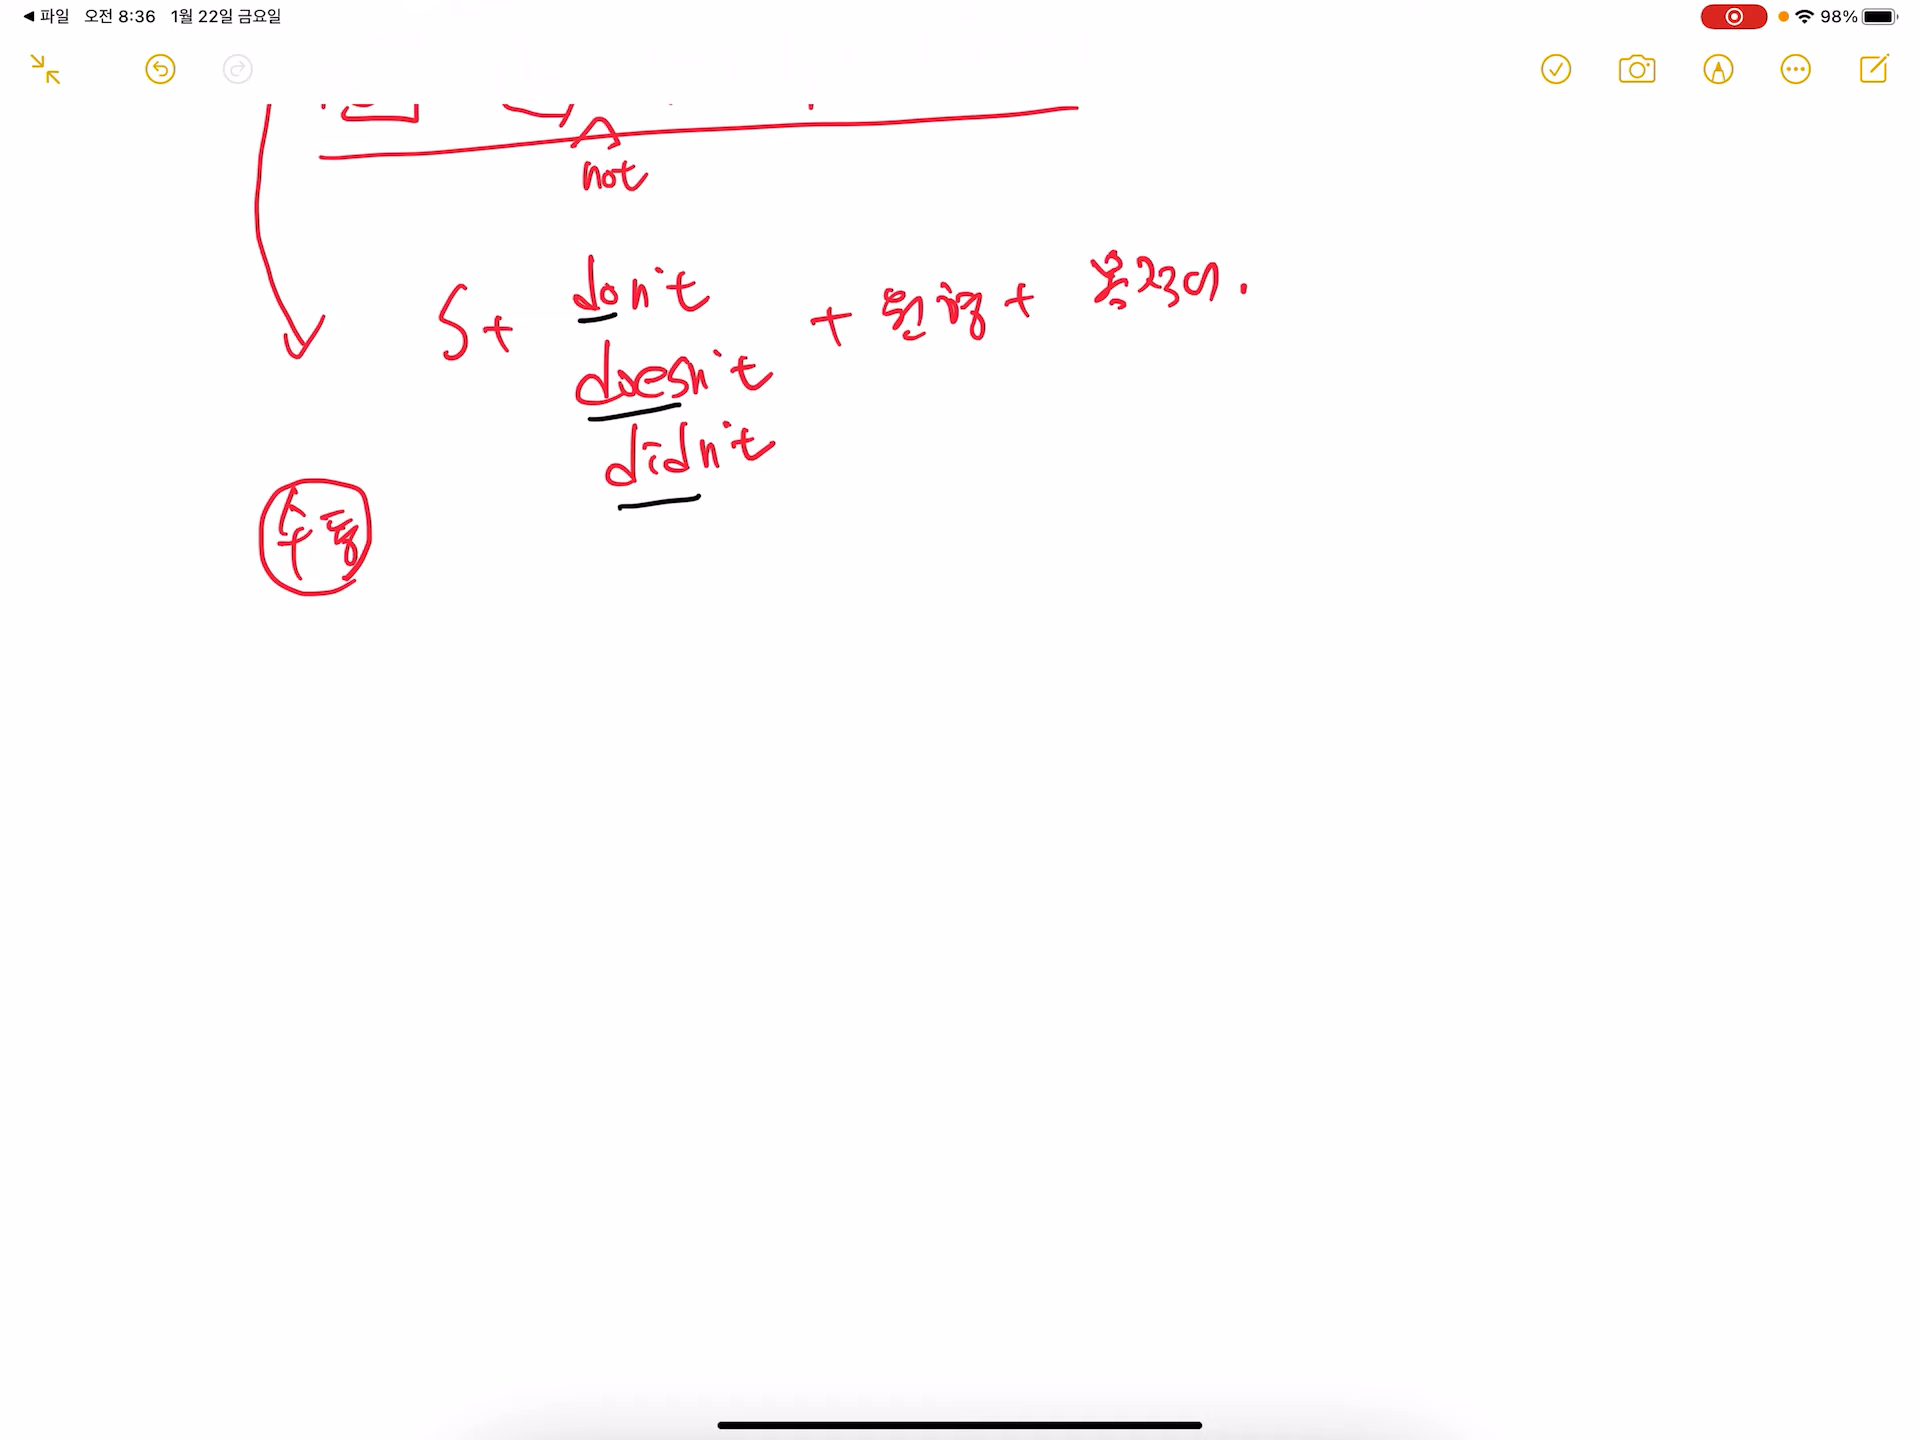 ◀ 파일 오전 8:36 1월 22일 금요일 98%
not
S+ don't + 원형 + 목적어.
doesn't
didn't
수동